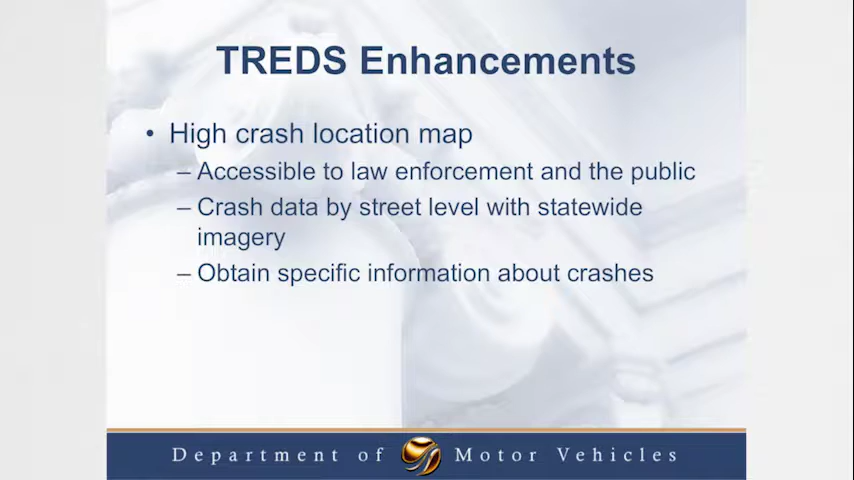 TREDS Enhancements
• High crash location map
– Accessible to law enforcement and the public
– Crash data by street level with statewide
imagery
– Obtain specific information about crashes
Department of Motor Vehicles